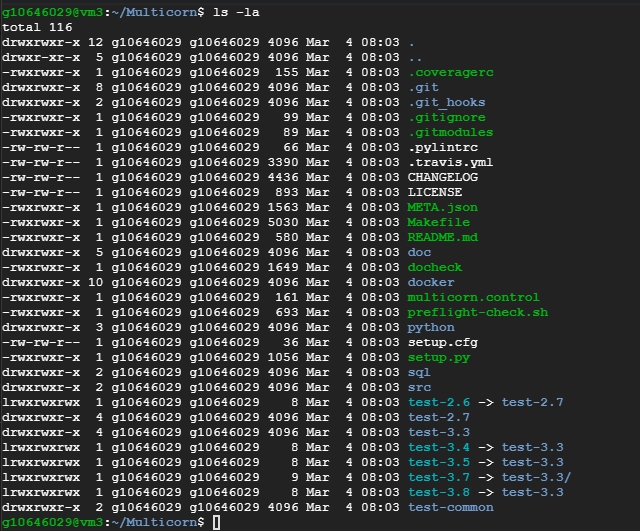 g10646029@vm3:~/Multicorn$ ls -la
total 116
drwxrwxr-x 12 g10646029 g10646029 4096 Mar  4 08:03 .
drwxr-xr-x  5 g10646029 g10646029 4096 Mar  4 08:03 ..
-rwxrwxr-x  1 g10646029 g10646029  155 Mar  4 08:03 .coveragerc
drwxrwxr-x  8 g10646029 g10646029 4096 Mar  4 08:03 .git
drwxrwxr-x  2 g10646029 g10646029 4096 Mar  4 08:03 .git_hooks
-rwxrwxr-x  1 g10646029 g10646029   99 Mar  4 08:03 .gitignore
-rwxrwxr-x  1 g10646029 g10646029   89 Mar  4 08:03 .gitmodules
-rw-rw-r--  1 g10646029 g10646029   66 Mar  4 08:03 .pylintrc
-rwxrwxr-x  1 g10646029 g10646029 3390 Mar  4 08:03 .travis.yml
-rw-rw-r--  1 g10646029 g10646029 4436 Mar  4 08:03 CHANGELOG
-rw-rw-r--  1 g10646029 g10646029  893 Mar  4 08:03 LICENSE
-rwxrwxr-x  1 g10646029 g10646029 1563 Mar  4 08:03 META.json
-rwxrwxr-x  1 g10646029 g10646029 5030 Mar  4 08:03 Makefile
-rwxrwxr-x  1 g10646029 g10646029  580 Mar  4 08:03 README.md
drwxrwxr-x  5 g10646029 g10646029 4096 Mar  4 08:03 doc
-rwxrwxr-x  1 g10646029 g10646029 1649 Mar  4 08:03 docheck
drwxrwxr-x 10 g10646029 g10646029 4096 Mar  4 08:03 docker
-rwxrwxr-x  1 g10646029 g10646029  161 Mar  4 08:03 multicorn.control
-rwxrwxr-x  1 g10646029 g10646029  693 Mar  4 08:03 preflight-check.sh
drwxrwxr-x  3 g10646029 g10646029 4096 Mar  4 08:03 python
-rw-rw-r--  1 g10646029 g10646029   36 Mar  4 08:03 setup.cfg
-rwxrwxr-x  1 g10646029 g10646029 1056 Mar  4 08:03 setup.py
drwxrwxr-x  2 g10646029 g10646029 4096 Mar  4 08:03 sql
drwxrwxr-x  2 g10646029 g10646029 4096 Mar  4 08:03 src
lrwxrwxrwx  1 g10646029 g10646029    8 Mar  4 08:03 test-2.6 -> test-2.7
drwxrwxr-x  4 g10646029 g10646029 4096 Mar  4 08:03 test-2.7
drwxrwxr-x  4 g10646029 g10646029 4096 Mar  4 08:03 test-3.3
lrwxrwxrwx  1 g10646029 g10646029    8 Mar  4 08:03 test-3.4 -> test-3.3
lrwxrwxrwx  1 g10646029 g10646029    8 Mar  4 08:03 test-3.5 -> test-3.3
lrwxrwxrwx  1 g10646029 g10646029    9 Mar  4 08:03 test-3.7 -> test-3.3/
lrwxrwxrwx  1 g10646029 g10646029    8 Mar  4 08:03 test-3.8 -> test-3.3
drwxrwxr-x  2 g10646029 g10646029 4096 Mar  4 08:03 test-common
g10646029@vm3:~/Multicorn$